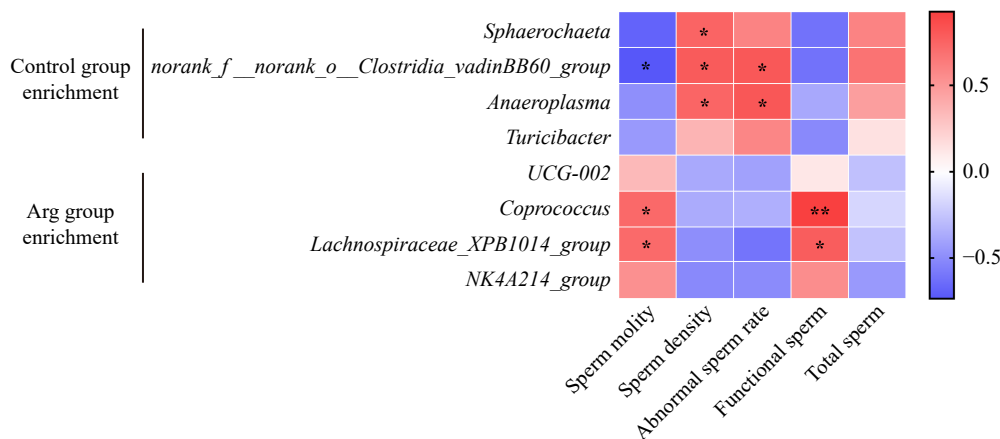 Control group
enrichment
Sphaerochaeta
norank_f__norank_o__Clostridia_vadinBB60_group
Anaeroplasma
Turicibacter
Arg group
enrichment
UCG-002
Coprococcus
Lachnospiraceae_XPB1014_group
NK4A214_group
*
* * *
* *
* **
* *
Sperm molity
Sperm density
Abnormal sperm rate
Functional sperm
Total sperm
0.5
0.0
−0.5